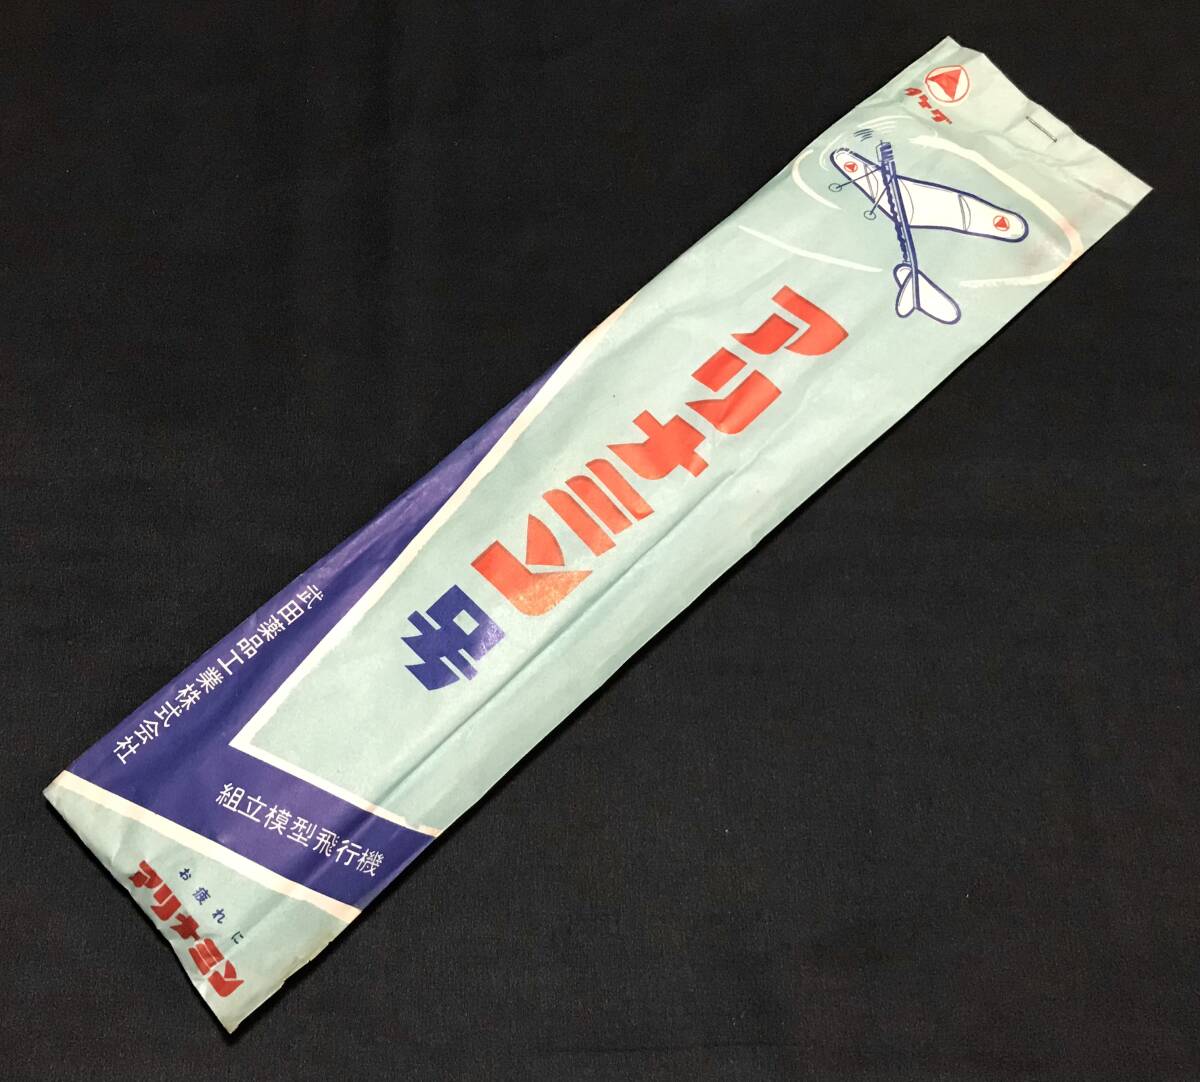 タケダ
アリナミン号
武田薬品工業株式会社
組立模型飛行機
お疲れに
アリナミン